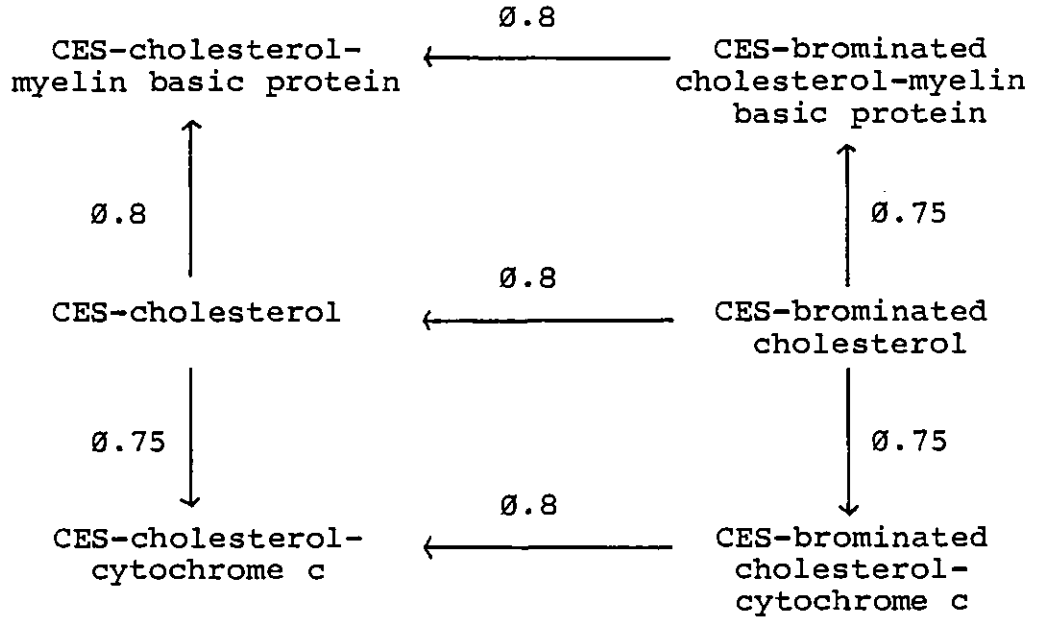 Ø.8
CES-cholesterol-
myelin basic protein
CES-brominated
cholesterol-myelin
basic protein
Ø.8
Ø.75
Ø.8
CES-cholesterol
CES-brominated
cholesterol
Ø.75
Ø.75
Ø.8
CES-cholesterol-
cytochrome c
CES-brominated
cholesterol-
cytochrome c